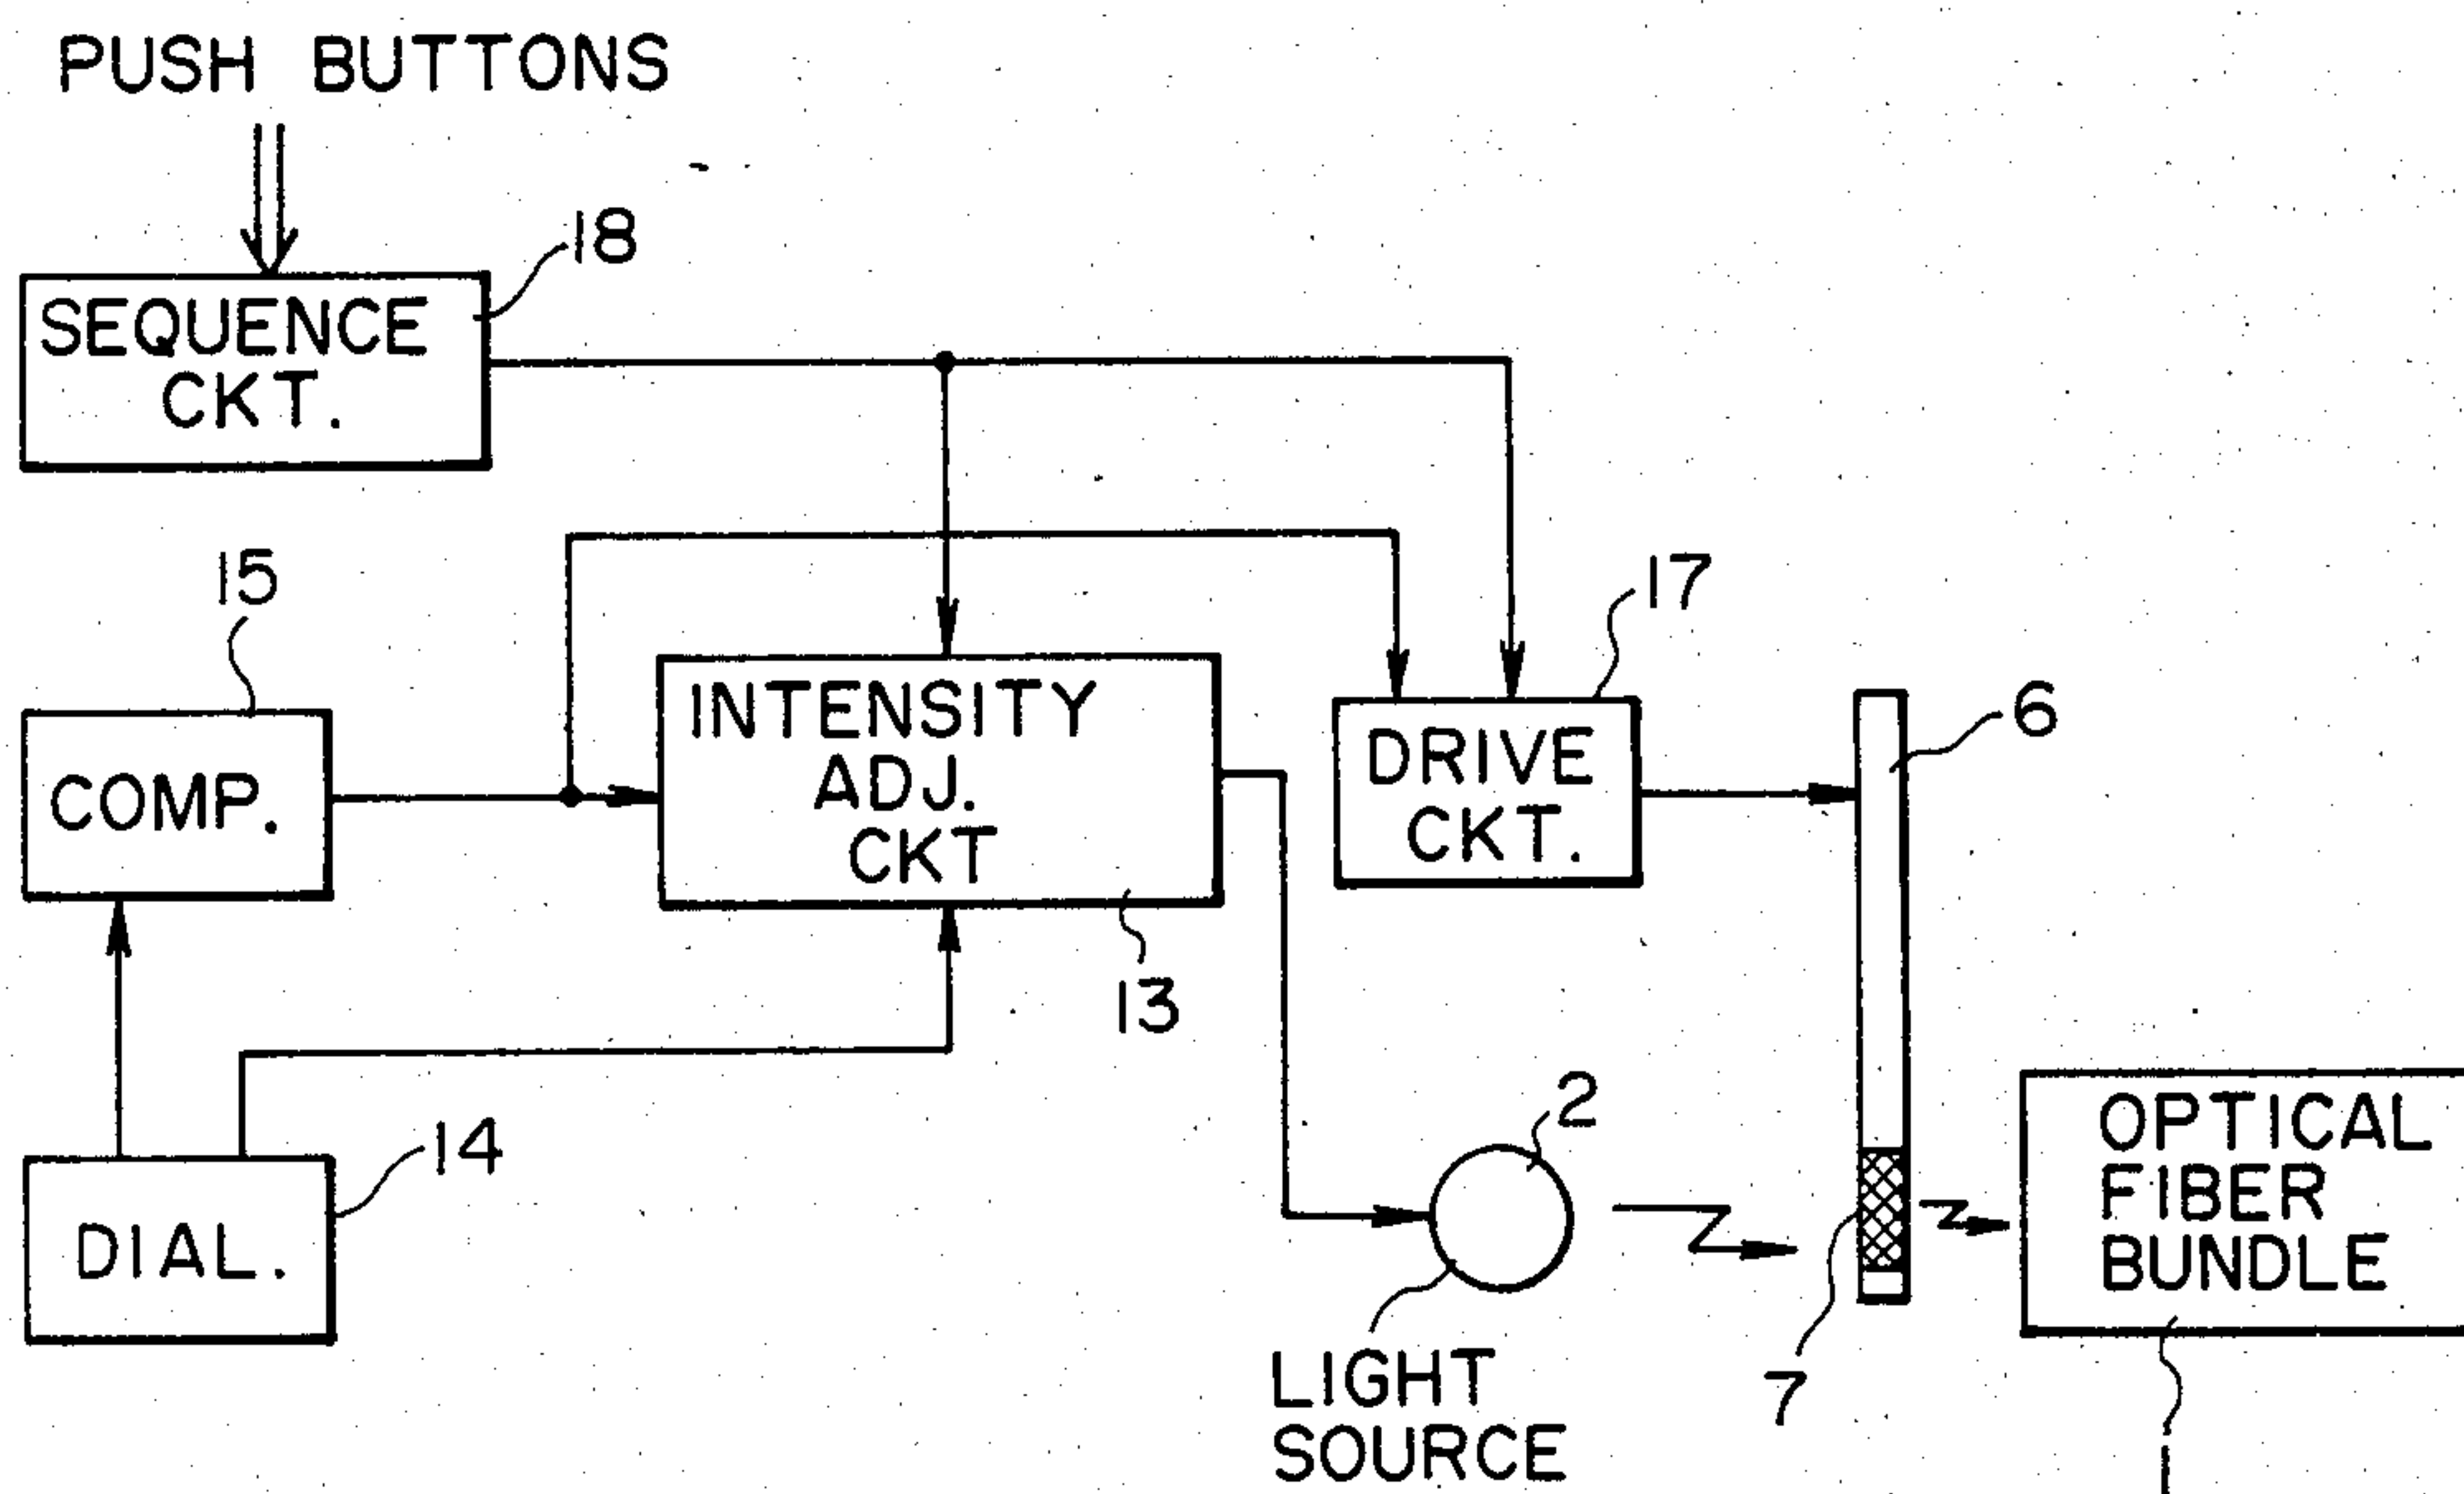 PUSH BUTTONS
18
SEQUENCE
CKT.
15
17
6
INTENSITY
ADJ.
CKT
DRIVE
CKT.
COMP.
13
14
2
OPTICAL
FIBER
BUNDLE
DIAL.
LIGHT
SOURCE
7